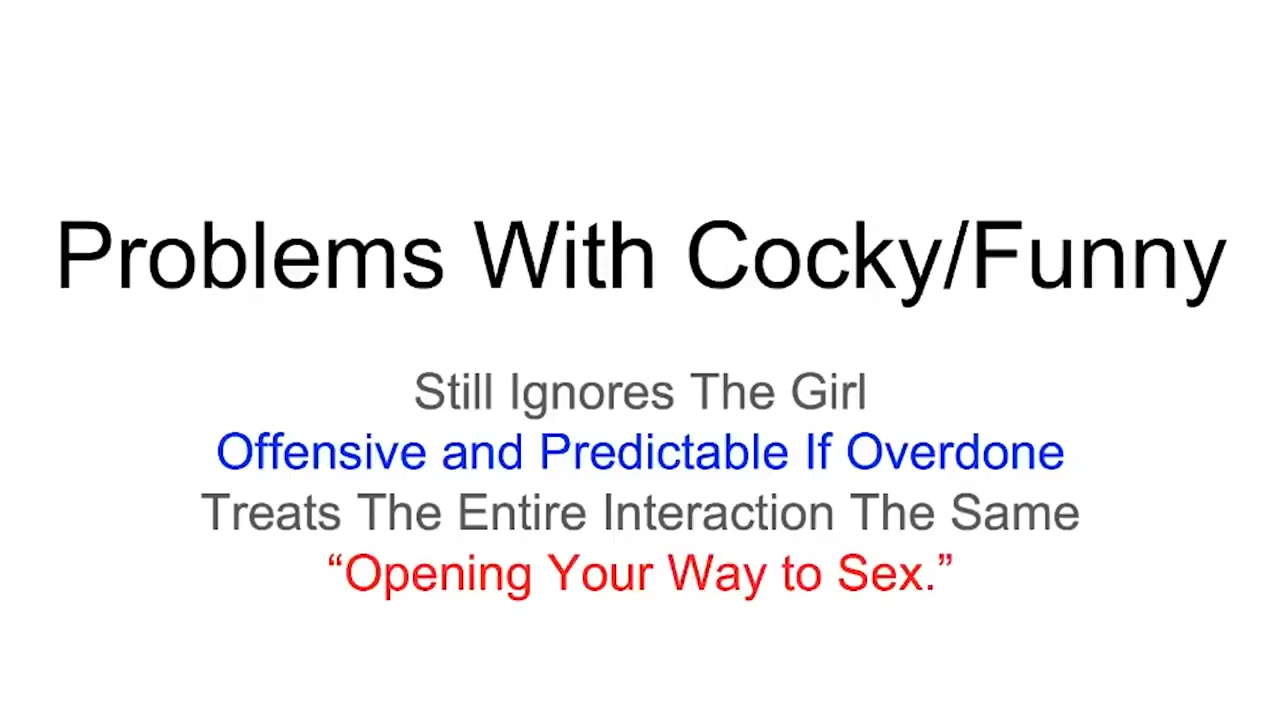 Problems With Cocky/Funny
Still Ignores The Girl
Offensive and Predictable If Overdone
Treats The Entire Interaction The Same
“Opening Your Way to Sex.”